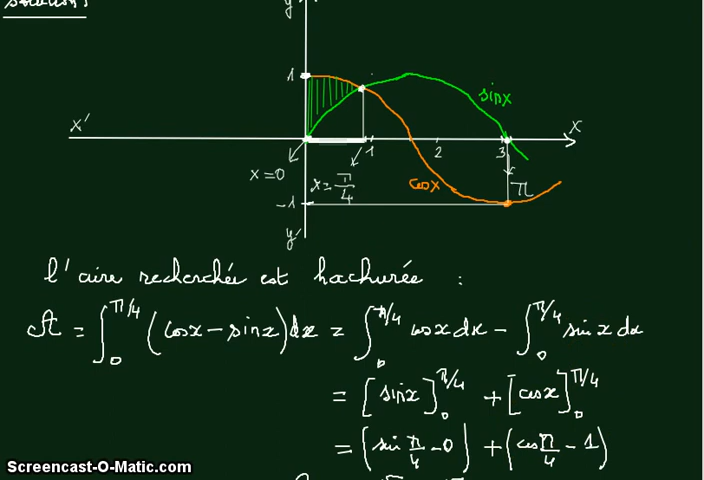 solution:
y
1
sinx
x'
x
1
2
3
x=0
x=π/4
cosx
π
-1
y'
l'aire recherchée est hachurée :
A = ∫₀^{π/4} (cosx - sinx)dx = ∫₀^{π/4} cosx dx - ∫₀^{π/4} sinx dx
= [sinx]₀^{π/4} + [cosx]₀^{π/4}
= (sin π/4 - 0) + (cos π/4 - 1)
Screencast-O-Matic.com